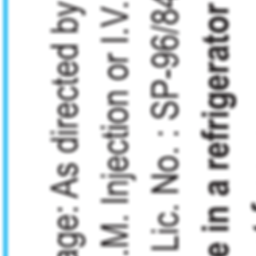 age: As directed by
.M. Injection or I.V.
Lic. No. : SP-96/84
e in a refrigerator